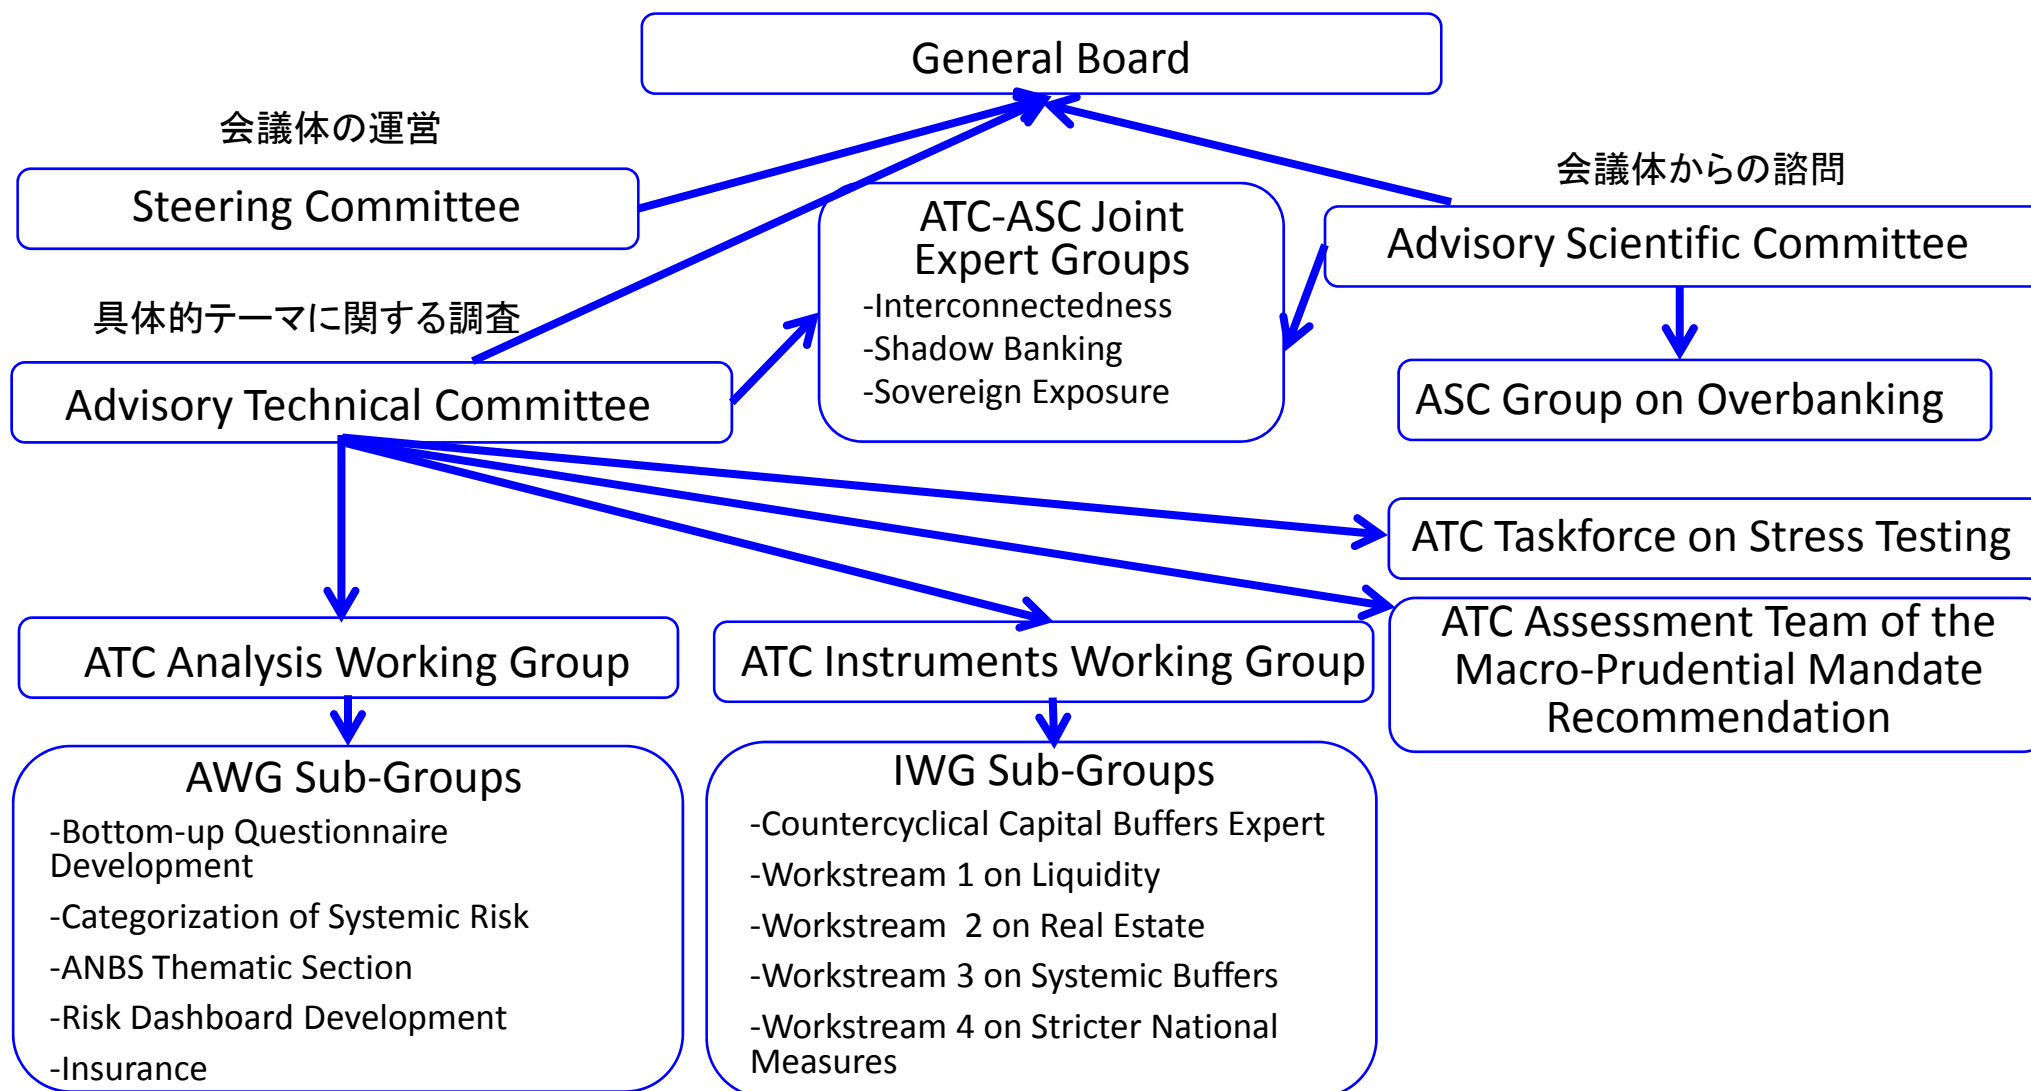 General Board
会議体の運営
Steering Committee
会議体からの諮問
Advisory Scientific Committee
ATC-ASC Joint
Expert Groups
-Interconnectedness
-Shadow Banking
-Sovereign Exposure
具体的テーマに関する調査
Advisory Technical Committee
ASC Group on Overbanking
ATC Taskforce on Stress Testing
ATC Analysis Working Group
ATC Instruments Working Group
ATC Assessment Team of the
Macro-Prudential Mandate
Recommendation
AWG Sub-Groups
-Bottom-up Questionnaire
Development
-Categorization of Systemic Risk
-ANBS Thematic Section
-Risk Dashboard Development
-Insurance
IWG Sub-Groups
-Countercyclical Capital Buffers Expert
-Workstream 1 on Liquidity
-Workstream  2 on Real Estate
-Workstream 3 on Systemic Buffers
-Workstream 4 on Stricter National
Measures